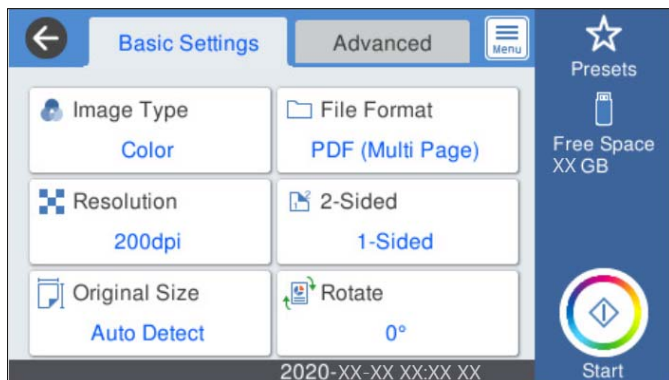 Basic Settings
Advanced
Menu
Presets
Image Type
Color
File Format
PDF (Multi Page)
Free Space
XX GB
Resolution
200dpi
2-Sided
1-Sided
Original Size
Auto Detect
Rotate
0°
Start
2020-XX-XX XX:XX XX